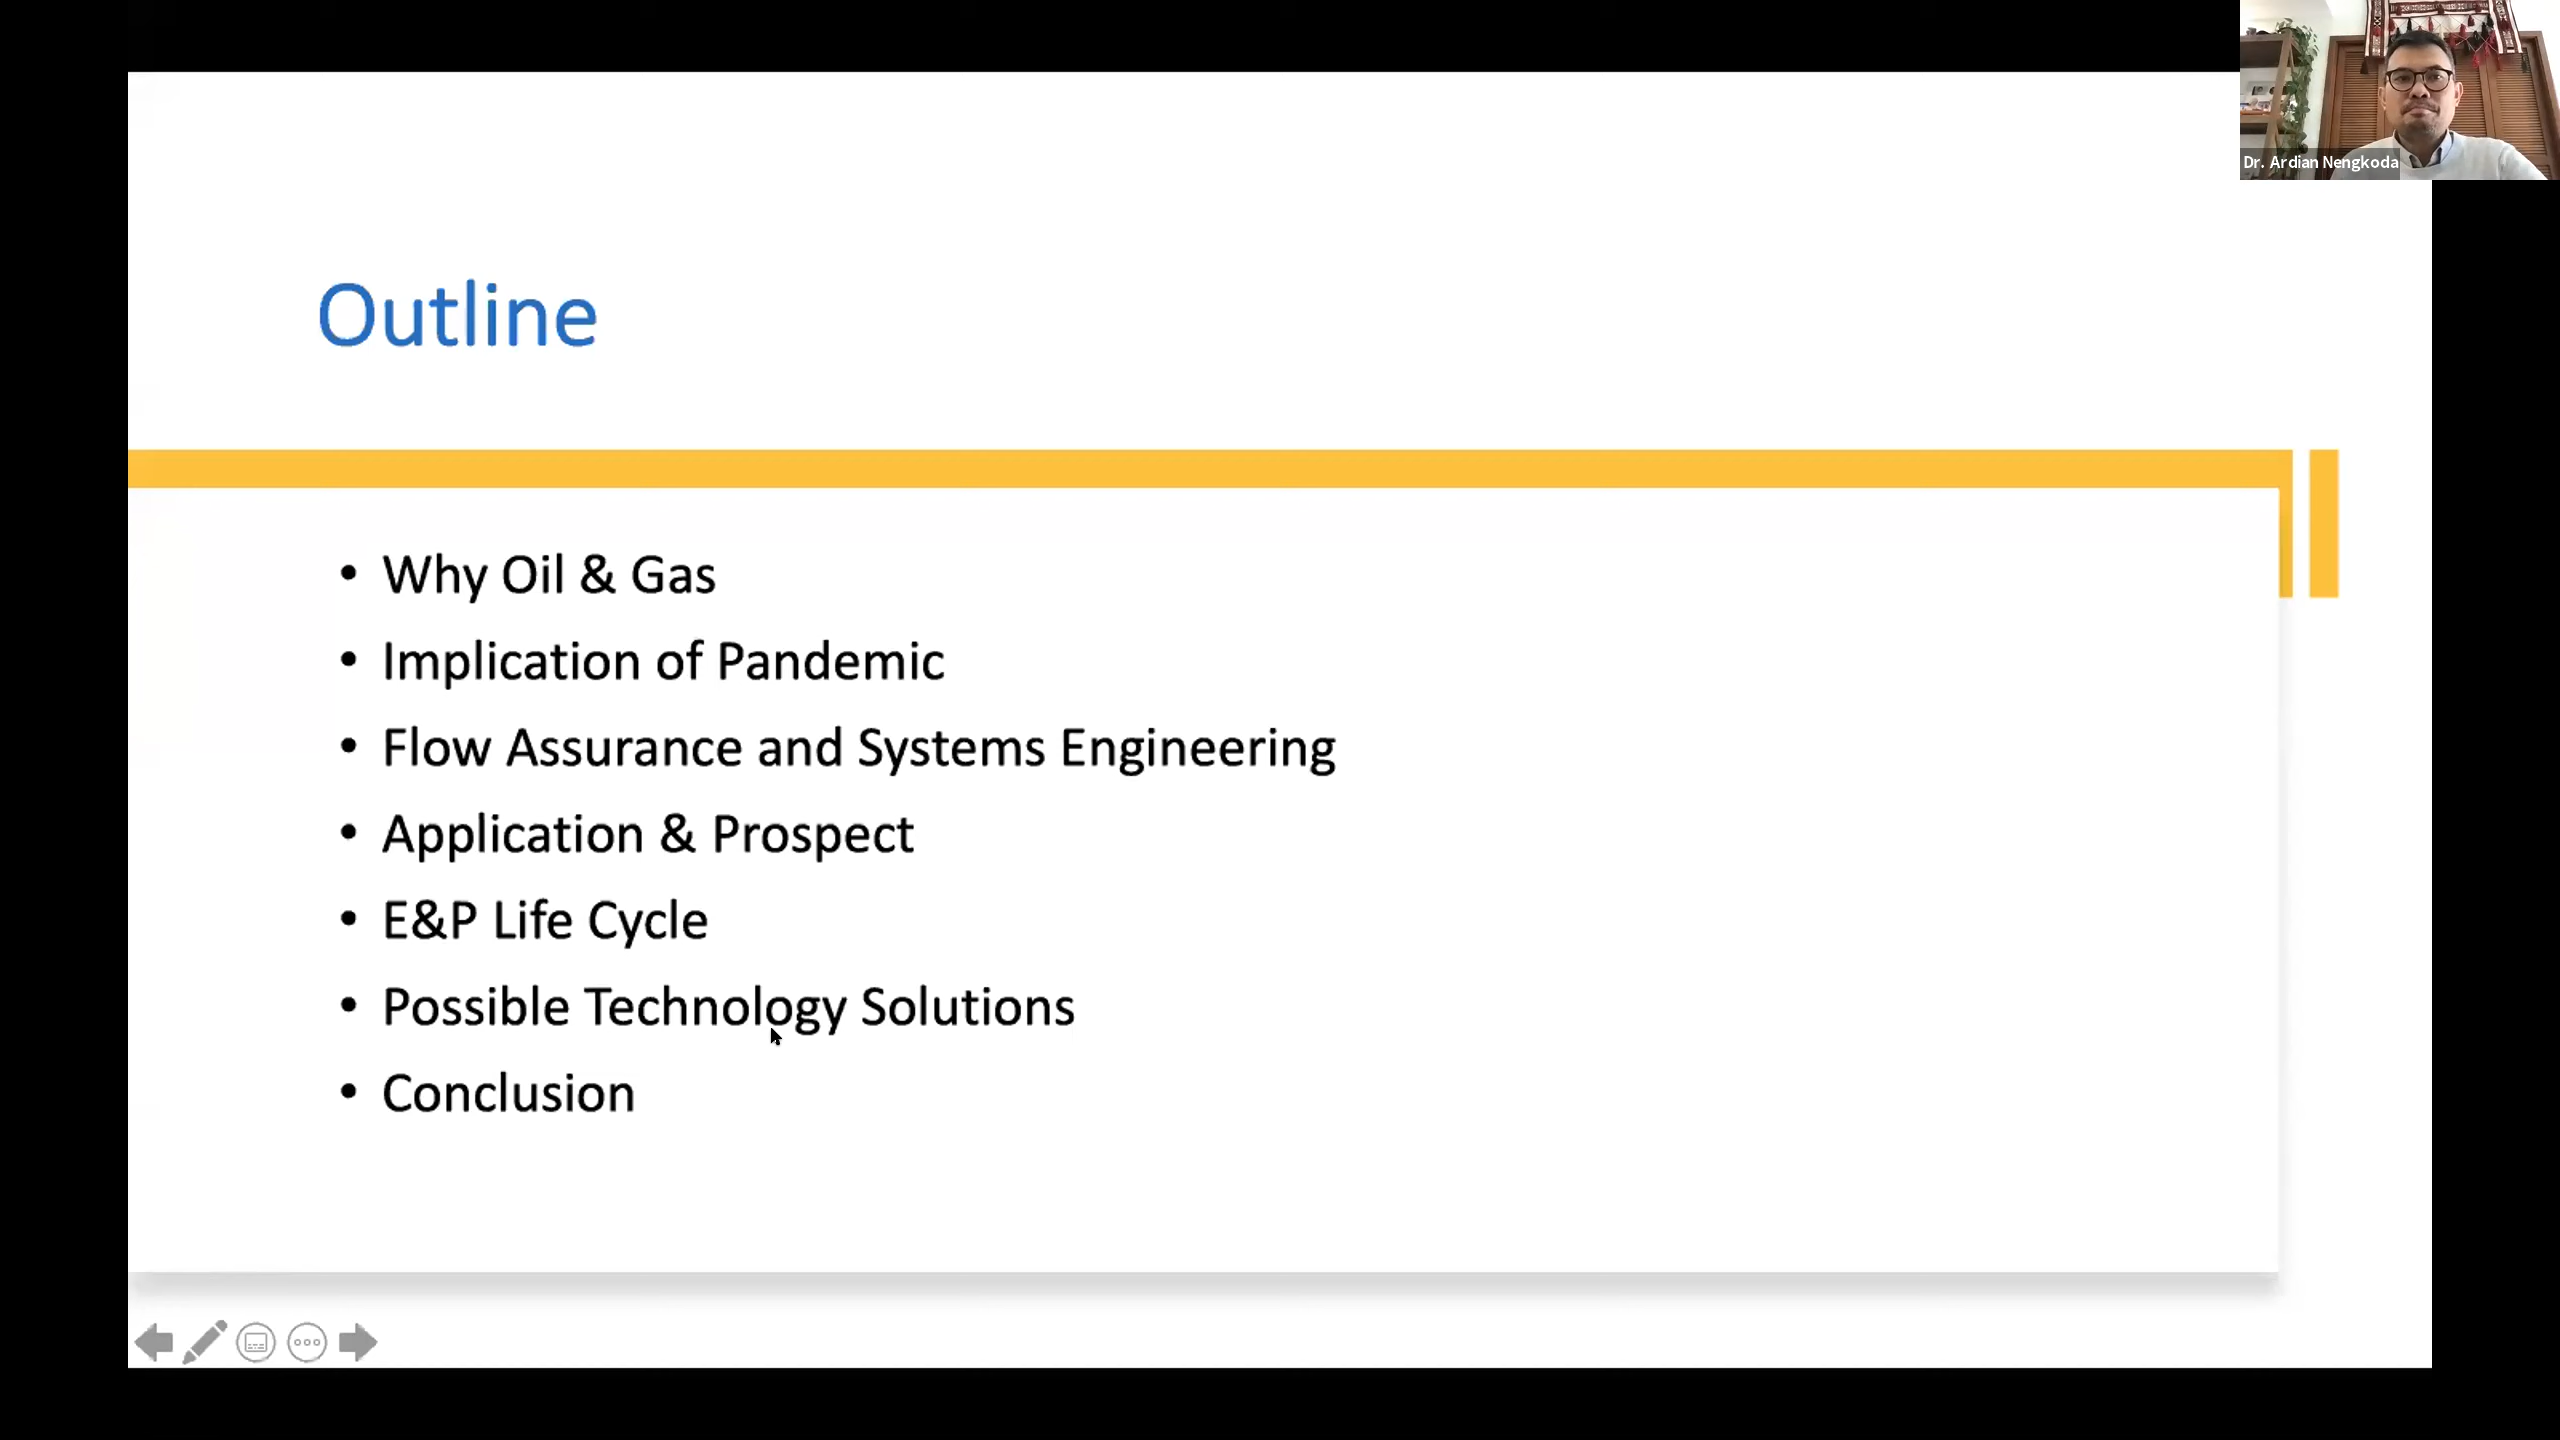 Dr. Ardian Nengkoda
Outline
• Why Oil & Gas
• Implication of Pandemic
• Flow Assurance and Systems Engineering
• Application & Prospect
• E&P Life Cycle
• Possible Technology Solutions
• Conclusion